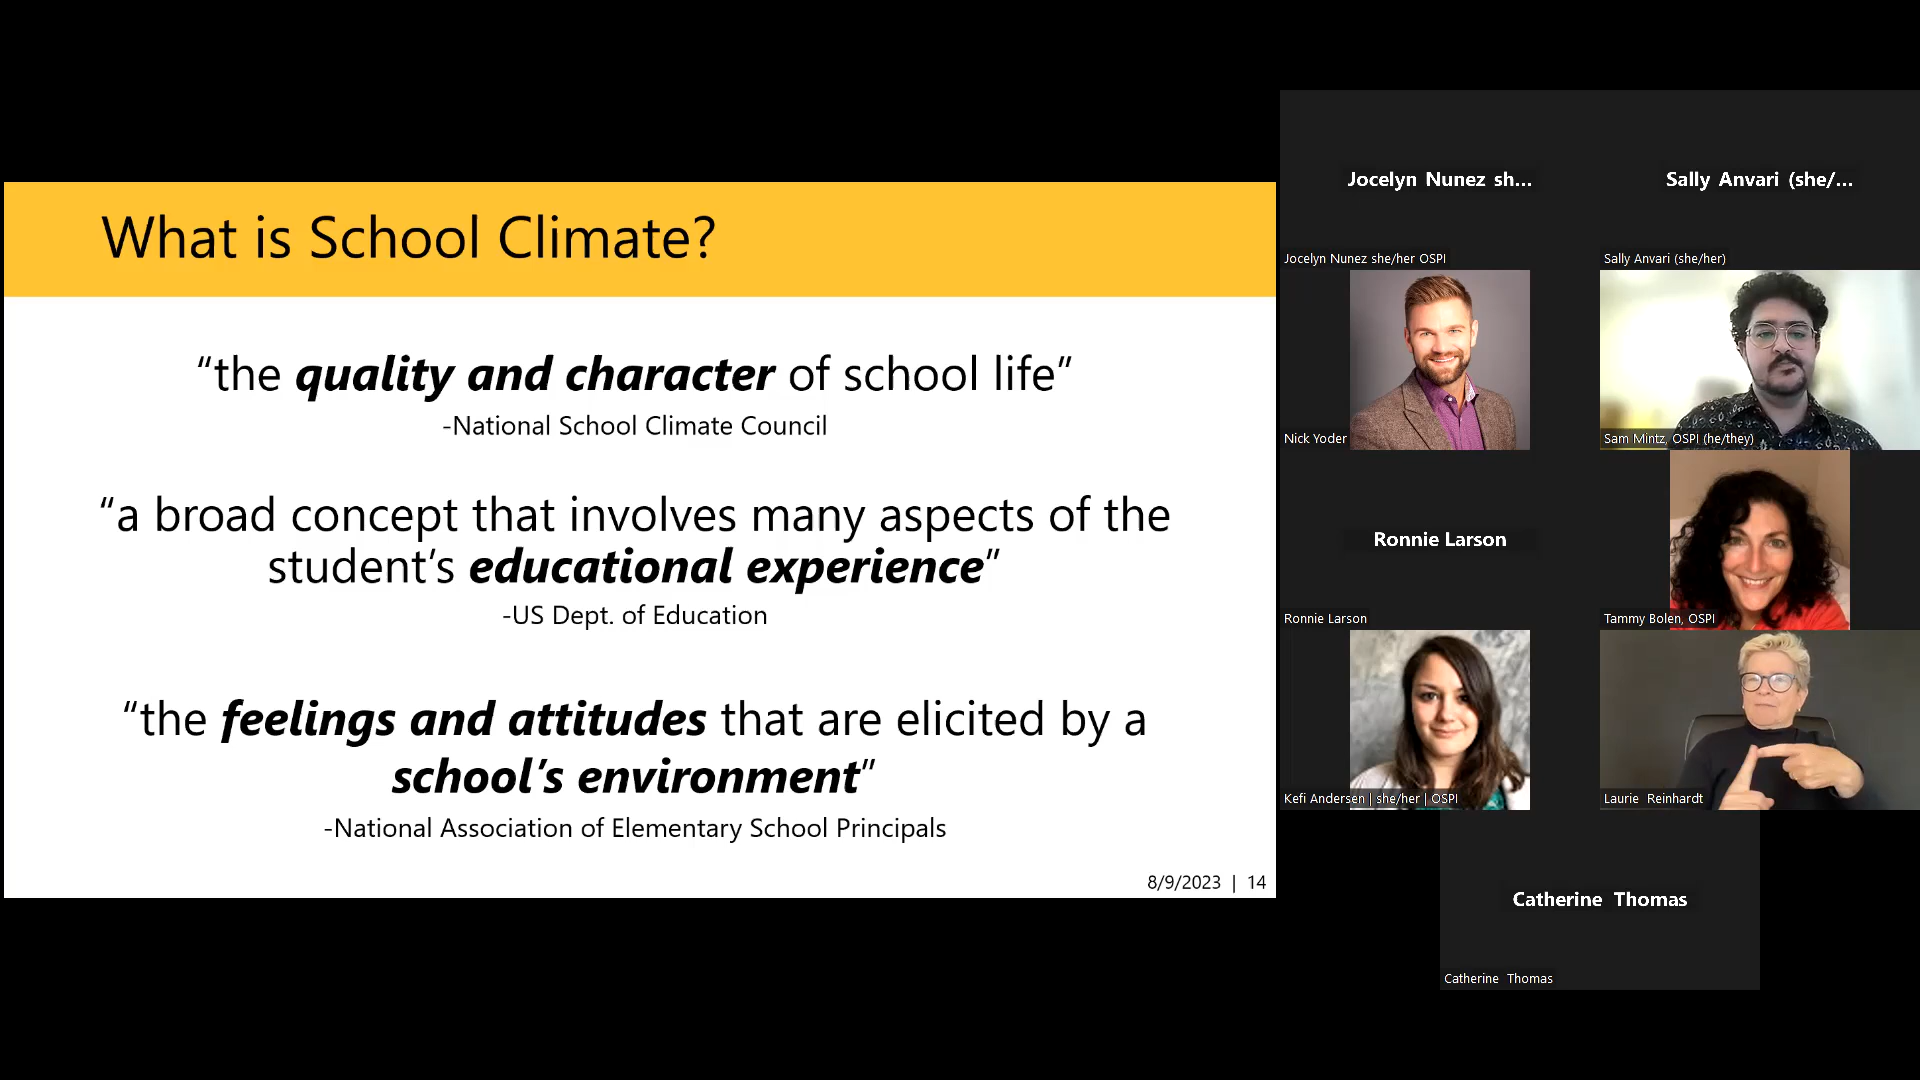 What is School Climate?
“the quality and character of school life”
-National School Climate Council
“a broad concept that involves many aspects of the
student’s educational experience”
-US Dept. of Education
“the feelings and attitudes that are elicited by a
school’s environment”
-National Association of Elementary School Principals
8/9/2023 | 14
Jocelyn Nunez sh...
Jocelyn Nunez she/her OSPI
Sally Anvari (she/...
Sally Anvari (she/her)
Nick Yoder
Sam Mintz, OSPI (he/they)
Ronnie Larson
Ronnie Larson
Tammy Bolen, OSPI
Kefi Andersen | she/her | OSPI
Laurie Reinhardt
Catherine Thomas
Catherine Thomas